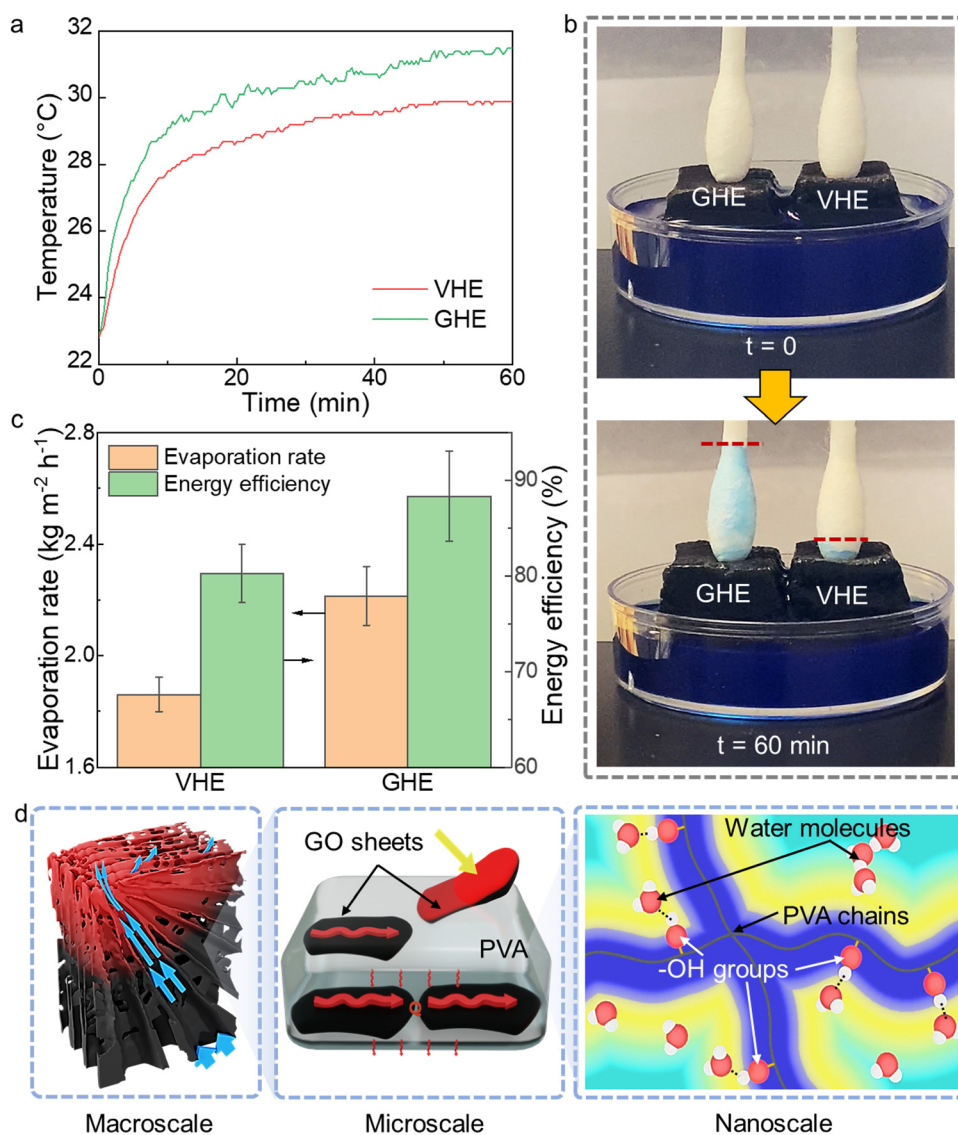 a
32
30
28
26
24
22
Temperature (°C)
0
20
40
60
Time (min)
VHE
GHE
b
GHE
VHE
t = 0
GHE
VHE
t = 60 min
c
2.8
2.4
2.0
1.6
Evaporation rate (kg m⁻² h⁻¹)
Evaporation rate
Energy efficiency
90
80
70
60
Energy efficiency (%)
VHE
GHE
d
GO sheets
PVA
Water molecules
PVA chains
-OH groups
Macroscale
Microscale
Nanoscale